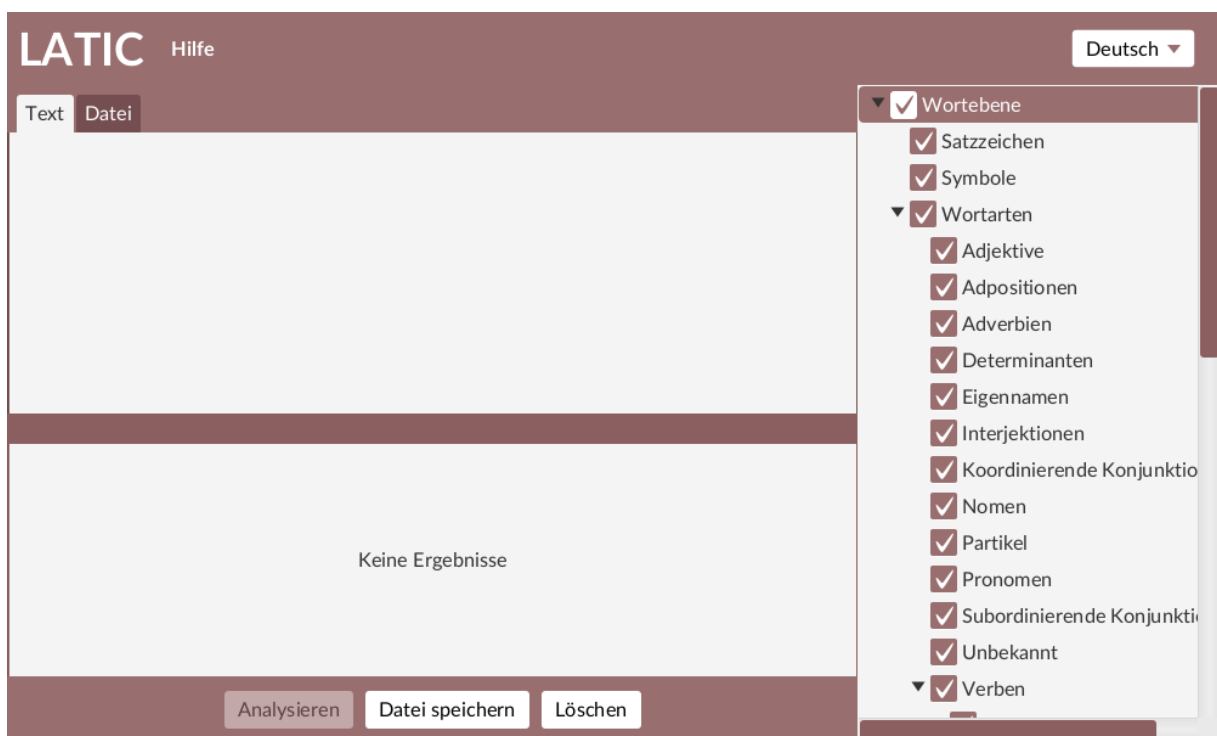 LATIC Hilfe Deutsch
Text Datei
Keine Ergebnisse
Analysieren Datei speichern Löschen
Wortebene
Satzzeichen
Symbole
Wortarten
Adjektive
Adpositionen
Adverbien
Determinanten
Eigennamen
Interjektionen
Koordinierende Konjunktio
Nomen
Partikel
Pronomen
Subordinierende Konjunkti
Unbekannt
Verben